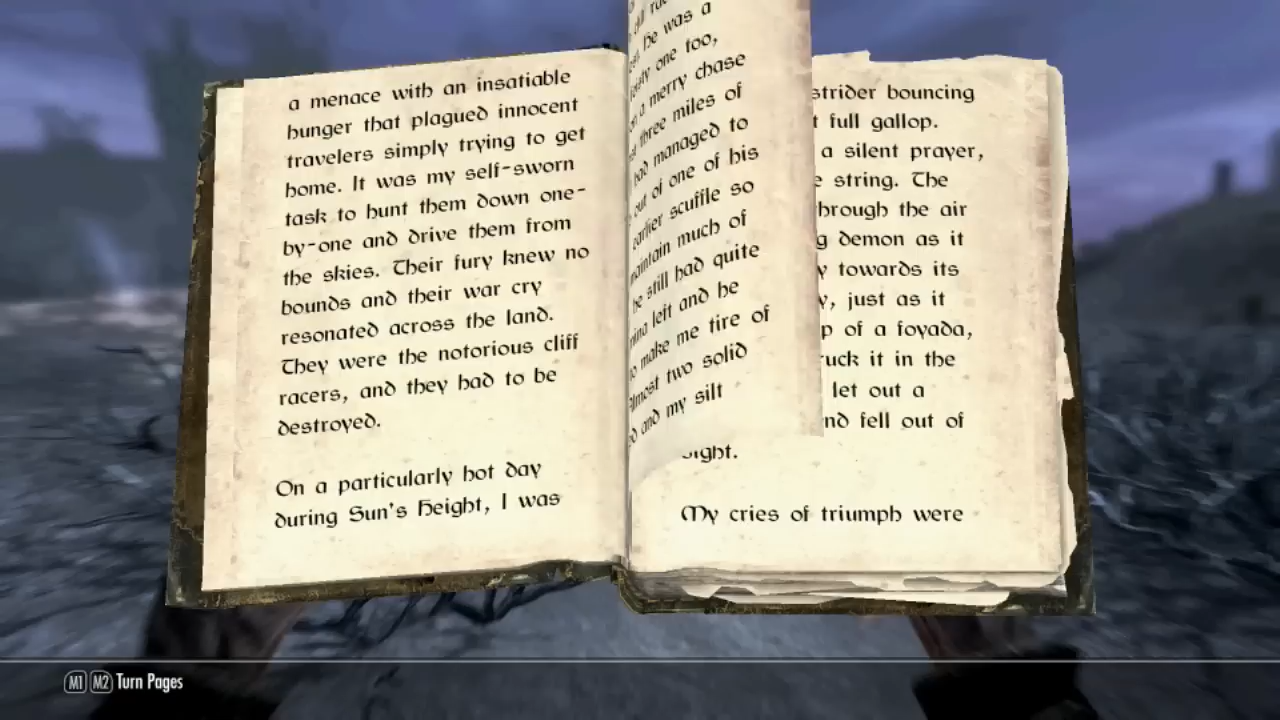 a menace with an insatiable
hunger that plagued innocent
travelers simply trying to get
home. It was my self-sworn
task to hunt them down one-
by-one and drive them from
the skies. Their fury knew no
bounds and their war cry
resonated across the land.
They were the notorious cliff
racers, and they had to be
destroyed.
On a particularly hot day
during Sun's Height, I was
he was a
one too,
a merry chase
three miles of
had managed to
out of one of his
earlier scuffle so
maintain much of
he still had quite
left and he
make me tire of
Almost two solid
and my silt
strider bouncing
full gallop.
a silent prayer,
string. The
through the air
demon as it
towards its
just as it
of a foyada,
it in the
let out a
fell out of
My cries of triumph were
M1 M2 Turn Pages